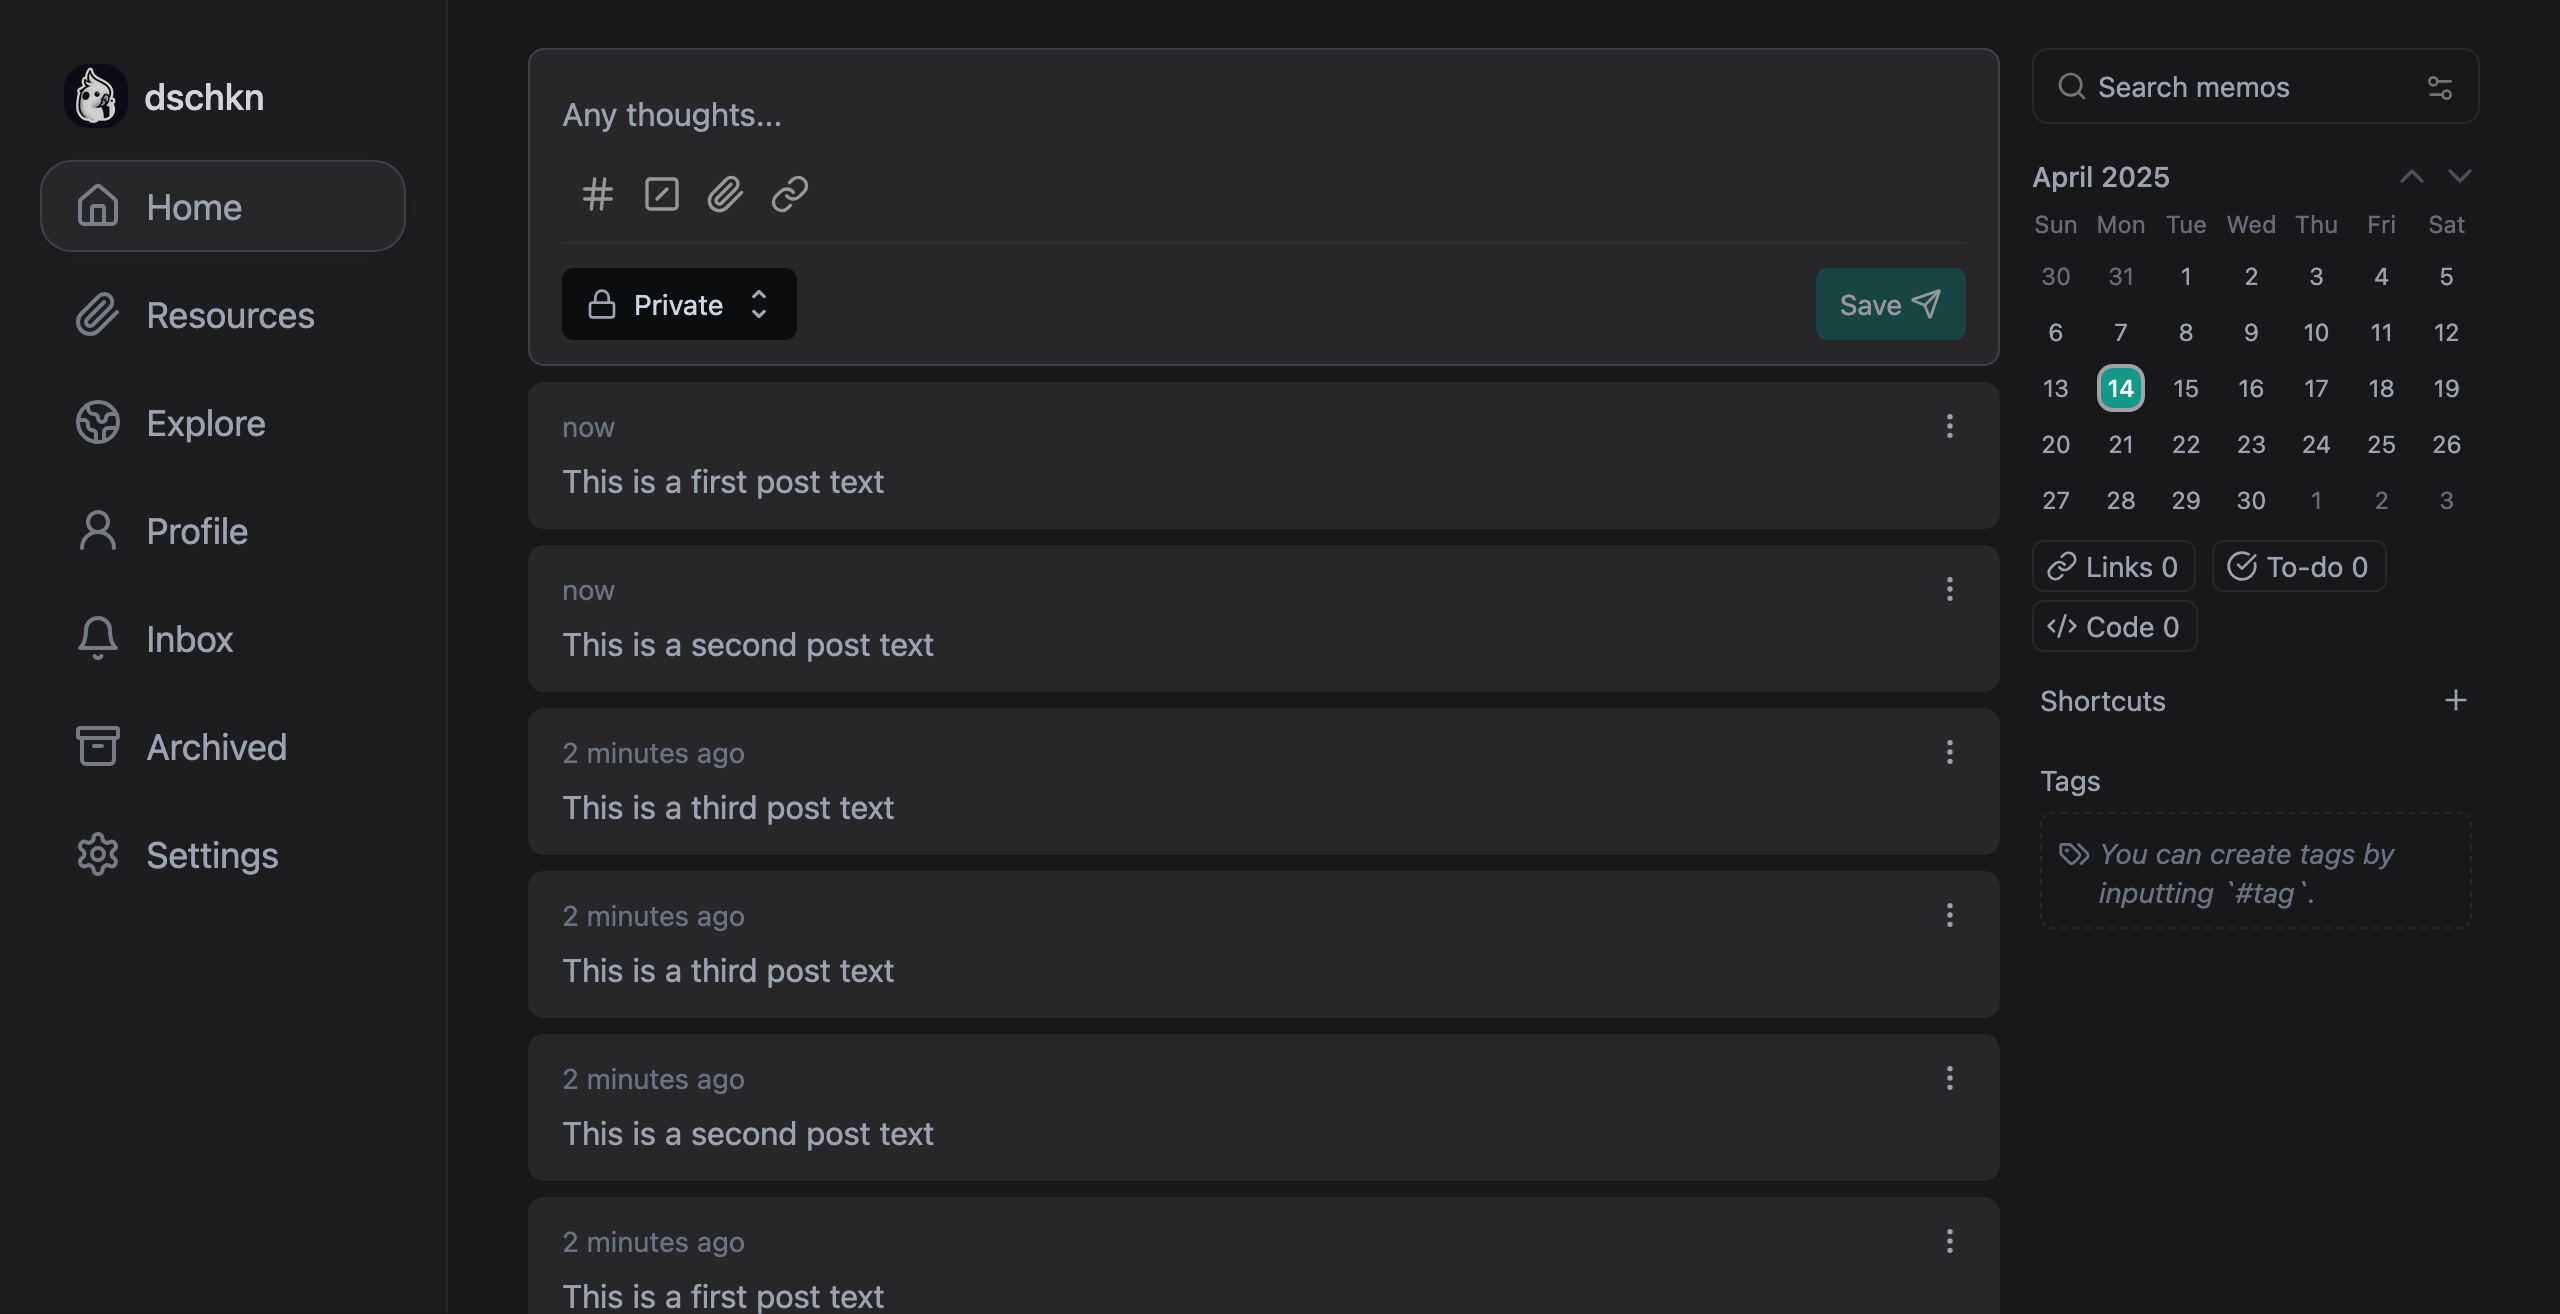 dschkn
Home
Resources
Explore
Profile
Inbox
Archived
Settings
Any thoughts...
Private
Save
now
This is a first post text
now
This is a second post text
2 minutes ago
This is a third post text
2 minutes ago
This is a third post text
2 minutes ago
This is a second post text
2 minutes ago
This is a first post text
Search memos
April 2025
Sun Mon Tue Wed Thu Fri Sat
30 31 1 2 3 4 5
6 7 8 9 10 11 12
13 14 15 16 17 18 19
20 21 22 23 24 25 26
27 28 29 30 1 2 3
Links 0 To-do 0
Code 0
Shortcuts
Tags
You can create tags by
inputting `#tag`.